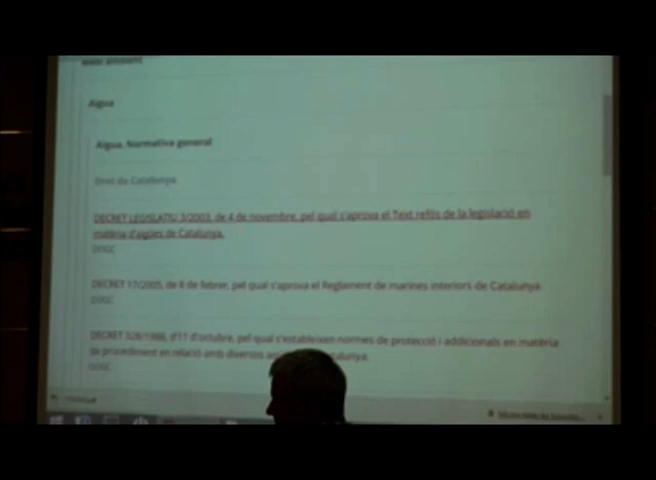 Medi ambient
Aigua
Aigua. Normativa general
Dret de Catalunya
DECRET LEGISLATIU 3/2003, de 4 de novembre, pel qual s'aprova el Text refós de la legislació en
matèria d'aigües de Catalunya.
DOGC
DECRET 17/2005, de 8 de febrer, pel qual s'aprova el Reglament de marines interiors de Catalunya
DOGC
DECRET 328/1988, d'11 d'octubre, pel qual s'estableixen normes de protecció i addicionals en matèria
de procediment en relació amb diversos
DOGC